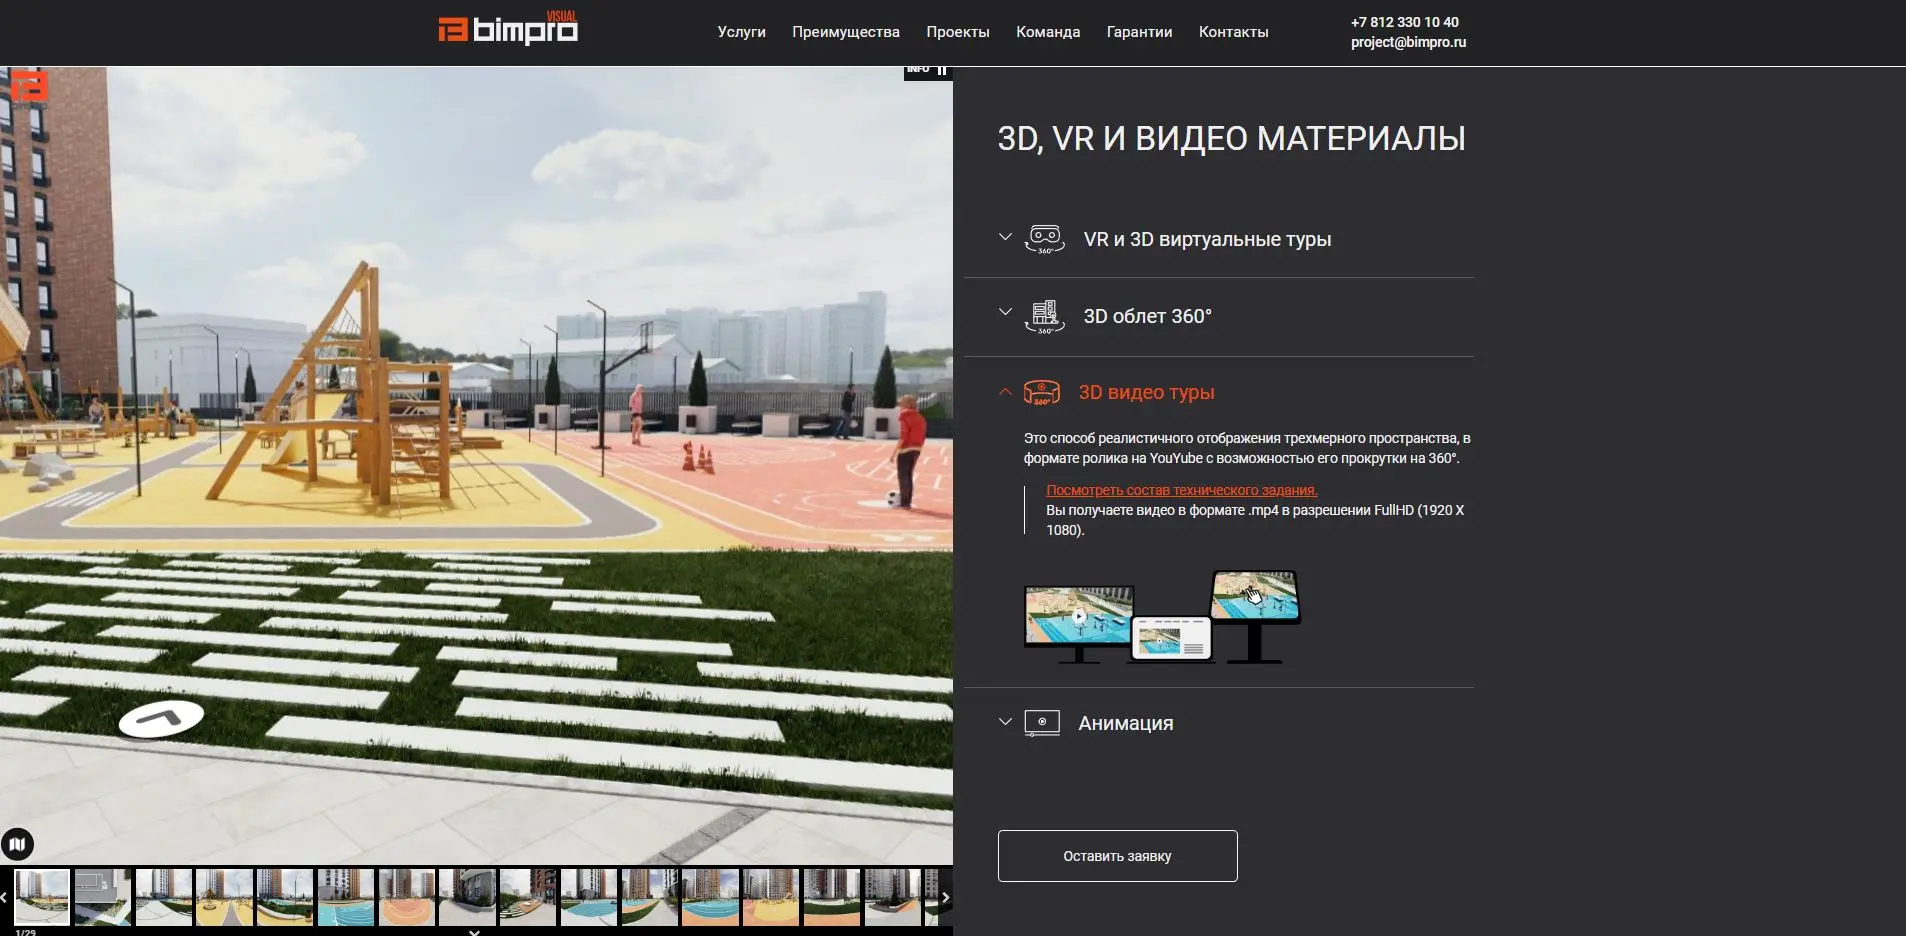 VISUAL
bimpro
Услуги
Преимущества
Проекты
Команда
Гарантии
Контакты
+7 812 330 10 40
project@bimpro.ru
INFO
3D, VR И ВИДЕО МАТЕРИАЛЫ
360°
VR и 3D виртуальные туры
360°
3D облет 360°
360°
3D видео туры
Это способ реалистичного отображения трехмерного пространства, в
формате ролика на YouYube с возможностью его прокрутки на 360°.
Посмотреть состав технического задания.
Вы получаете видео в формате .mp4 в разрешении FullHD (1920 X
1080).
Анимация
Оставить заявку
1/29